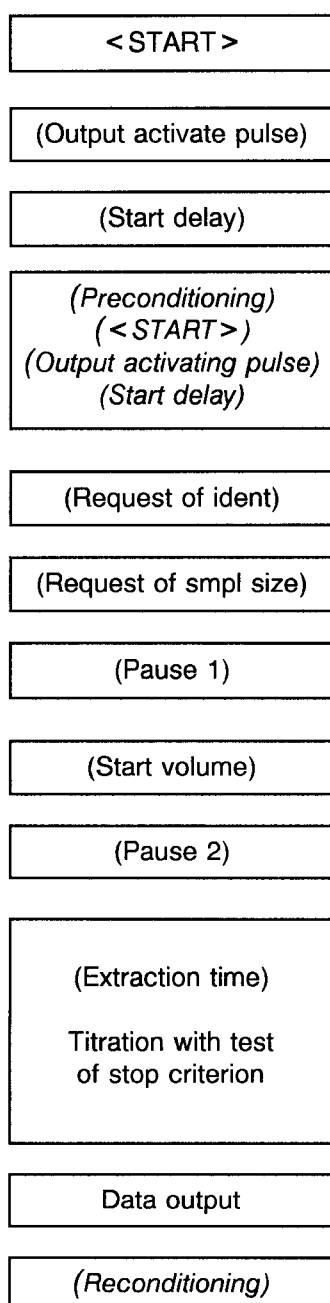 <START>
(Output activate pulse)
(Start delay)
(Preconditioning)
(<START>)
(Output activating pulse)
(Start delay)
(Request of ident)
(Request of smpl size)
(Pause 1)
(Start volume)
(Pause 2)
(Extraction time)
Titration with test
of stop criterion
Data output
(Reconditioning)